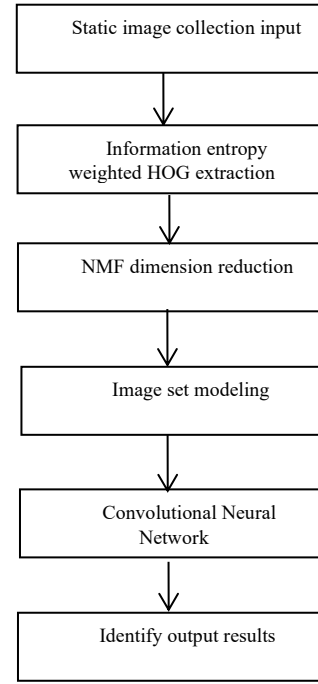 Static image collection input
Information entropy
weighted HOG extraction
NMF dimension reduction
Image set modeling
Convolutional Neural
Network
Identify output results